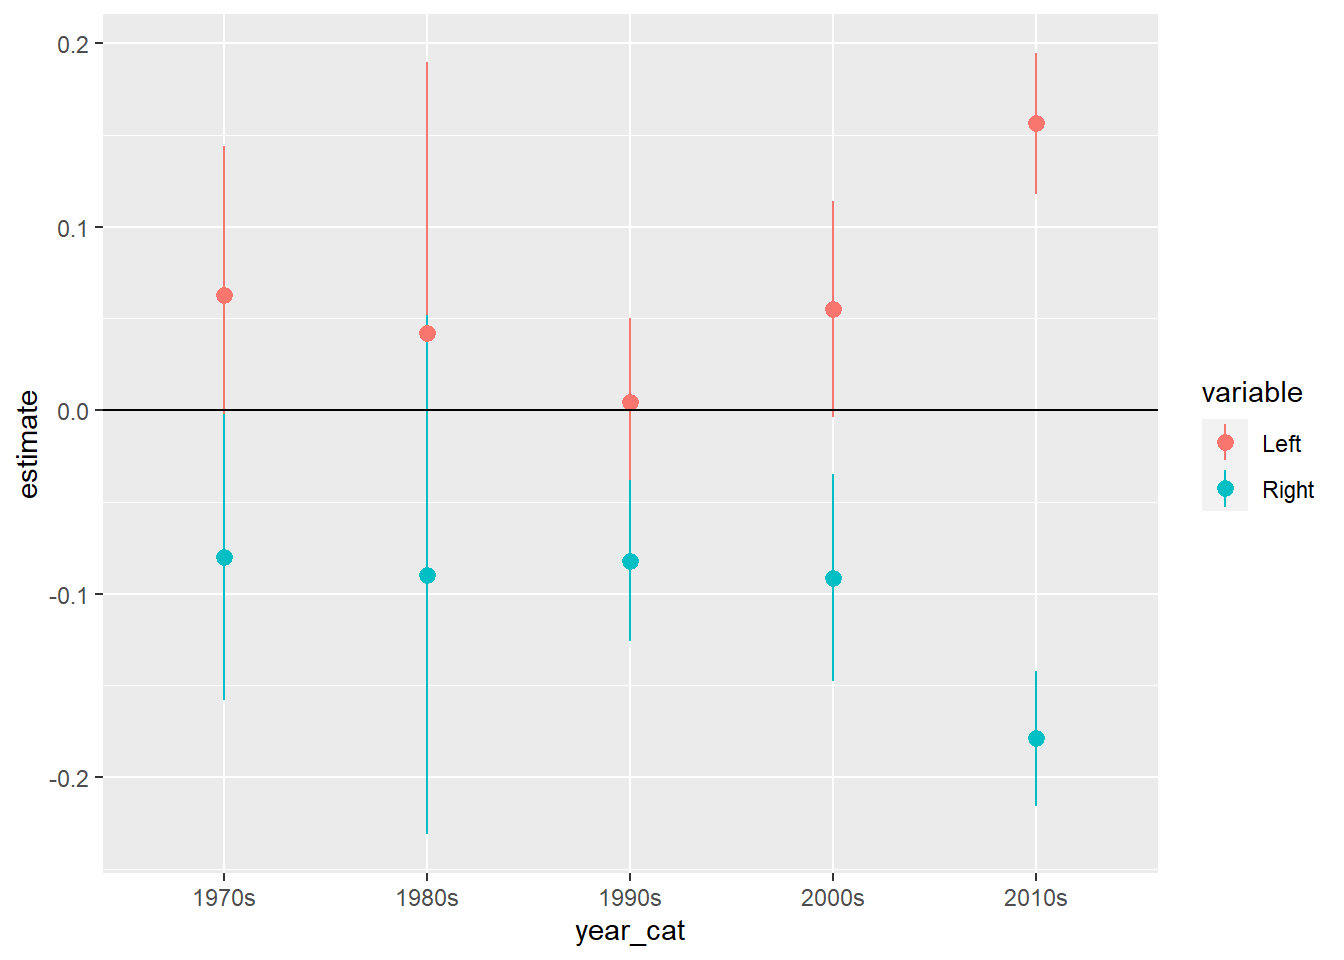 0.2
0.1
0.0
-0.1
-0.2
estimate
1970s 1980s 1990s 2000s 2010s
year_cat
variable
Left
Right